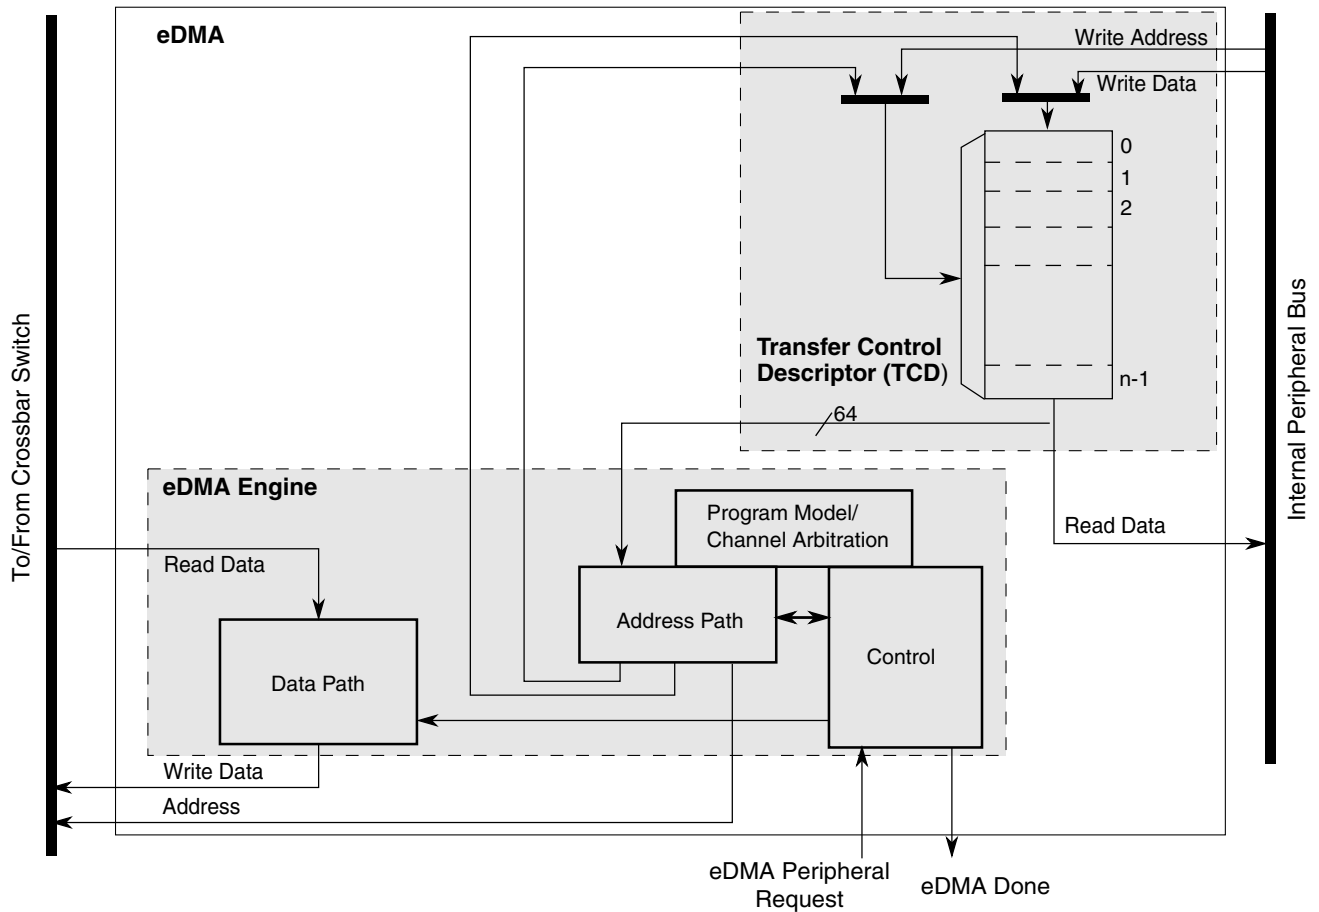 eDMA
Write Address
Write Data
0
1
2
n-1
Transfer Control
Descriptor (TCD)
64
To/From Crossbar Switch
Internal Peripheral Bus
eDMA Engine
Program Model/
Channel Arbitration
Read Data
Read Data
Address Path
Control
Data Path
Write Data
Address
eDMA Peripheral
Request
eDMA Done